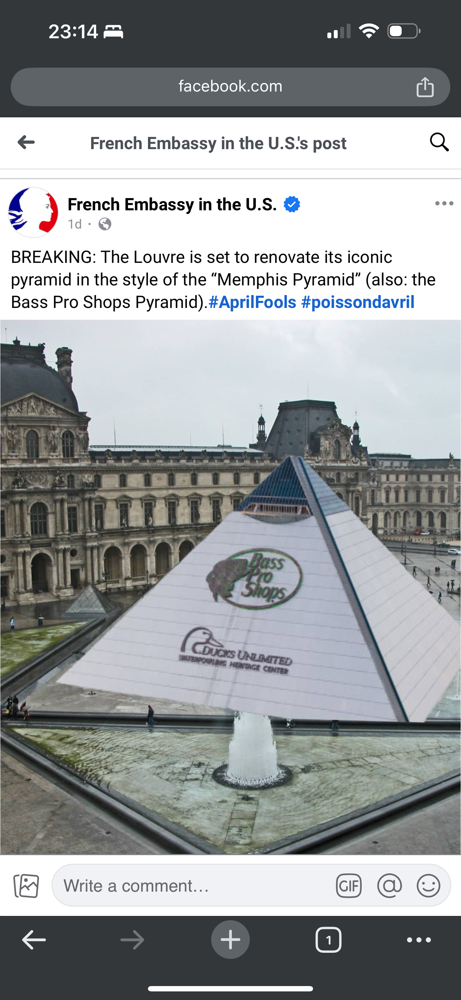 23:14
facebook.com
French Embassy in the U.S.'s post
French Embassy in the U.S.
1d ·
BREAKING: The Louvre is set to renovate its iconic
pyramid in the style of the “Memphis Pyramid” (also: the
Bass Pro Shops Pyramid).#AprilFools #poissondavril
Bass
Pro
Shops
DUCKS UNLIMITED
WATERFOWLING HERITAGE CENTER
Write a comment...
GIF
@
1